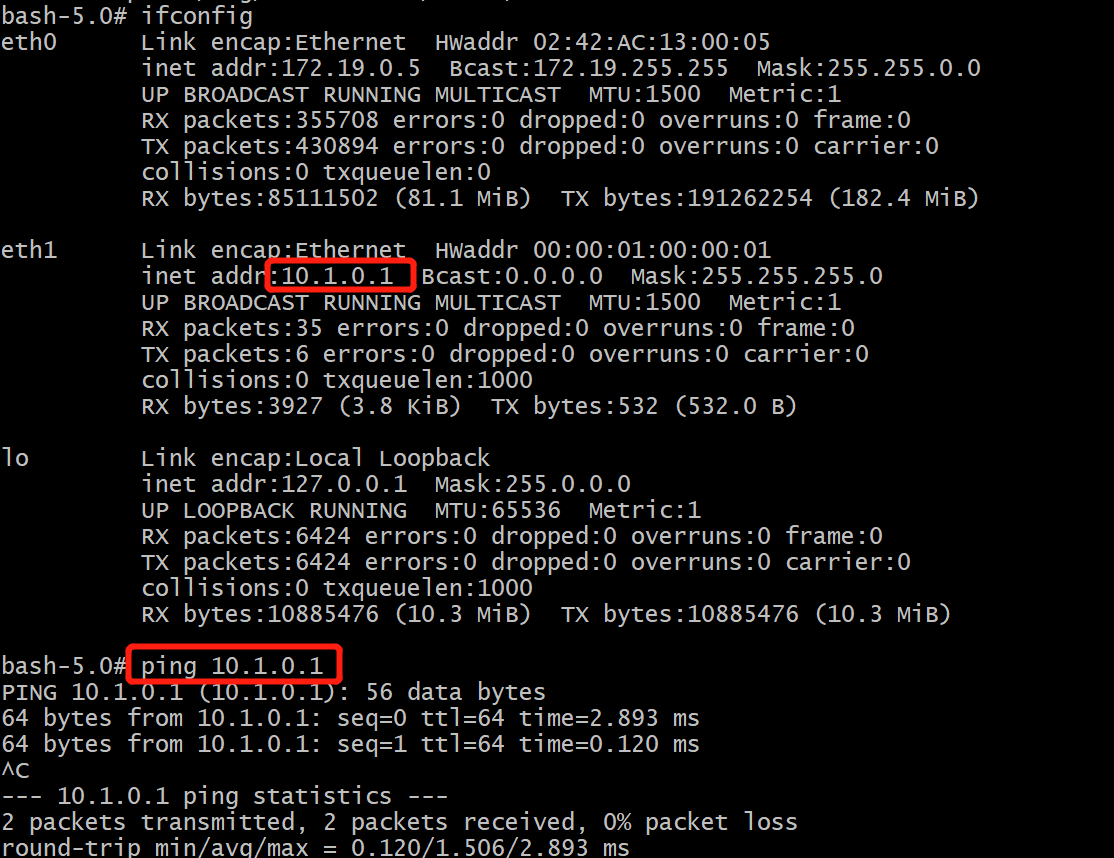 bash-5.0# ifconfig
eth0 Link encap:Ethernet HWaddr 02:42:AC:13:00:05
inet addr:172.19.0.5 Bcast:172.19.255.255 Mask:255.255.0.0
UP BROADCAST RUNNING MULTICAST MTU:1500 Metric:1
RX packets:355708 errors:0 dropped:0 overruns:0 frame:0
TX packets:430894 errors:0 dropped:0 overruns:0 carrier:0
collisions:0 txqueuelen:0
RX bytes:85111502 (81.1 MiB) TX bytes:191262254 (182.4 MiB)
eth1 Link encap:Ethernet HWaddr 00:00:01:00:00:01
inet addr:10.1.0.1 Bcast:0.0.0.0 Mask:255.255.255.0
UP BROADCAST RUNNING MULTICAST MTU:1500 Metric:1
RX packets:35 errors:0 dropped:0 overruns:0 frame:0
TX packets:6 errors:0 dropped:0 overruns:0 carrier:0
collisions:0 txqueuelen:1000
RX bytes:3927 (3.8 KiB) TX bytes:532 (532.0 B)
lo Link encap:Local Loopback
inet addr:127.0.0.1 Mask:255.0.0.0
UP LOOPBACK RUNNING MTU:65536 Metric:1
RX packets:6424 errors:0 dropped:0 overruns:0 frame:0
TX packets:6424 errors:0 dropped:0 overruns:0 carrier:0
collisions:0 txqueuelen:1000
RX bytes:10885476 (10.3 MiB) TX bytes:10885476 (10.3 MiB)
bash-5.0# ping 10.1.0.1
PING 10.1.0.1 (10.1.0.1): 56 data bytes
64 bytes from 10.1.0.1: seq=0 ttl=64 time=2.893 ms
64 bytes from 10.1.0.1: seq=1 ttl=64 time=0.120 ms
^C
--- 10.1.0.1 ping statistics ---
2 packets transmitted, 2 packets received, 0% packet loss
round-trip min/avg/max = 0.120/1.506/2.893 ms